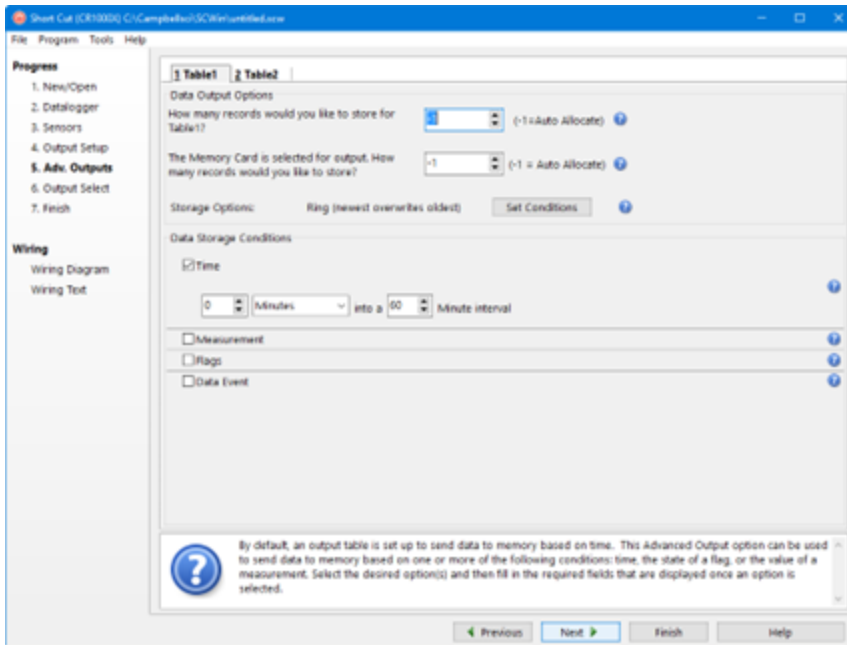 Short Cut (CR1000X) C:\Campbellsci\SCWin\untitled.scw
File Program Tools Help
Progress
1. New/Open
2. Datalogger
3. Sensors
4. Output Setup
5. Adv. Outputs
6. Output Select
7. Finish
Wiring
Wiring Diagram
Wiring Text
1 Table1 2 Table2
Data Output Options
How many records would you like to store for
Table1?
-1
(-1=Auto Allocate)
The Memory Card is selected for output. How
many records would you like to store?
-1
(-1 = Auto Allocate)
Storage Options: Ring (newest overwrites oldest) Set Conditions
Data Storage Conditions
Time
0 Minutes into a 60 Minute interval
Measurement
Flags
Data Event
By default, an output table is set up to send data to memory based on time. This Advanced Output option can be used
to send data to memory based on one or more of the following conditions: time, the state of a flag, or the value of a
measurement. Select the desired option(s) and then fill in the required fields that are displayed once an option is
selected.
Previous Next Finish Help